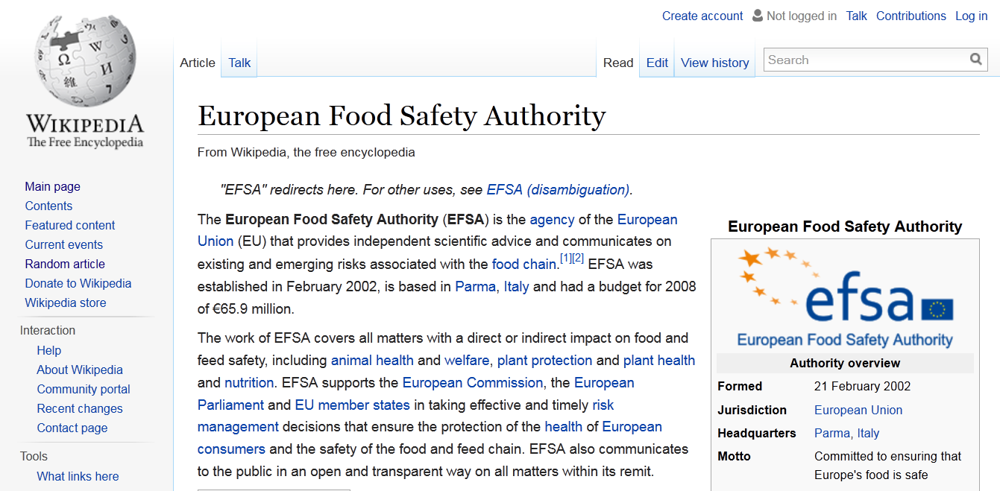 Create account Not logged in Talk Contributions Log in
Article Talk Read Edit View history Search
WIKIPEDIA
The Free Encyclopedia
Main page
Contents
Featured content
Current events
Random article
Donate to Wikipedia
Wikipedia store
Interaction
Help
About Wikipedia
Community portal
Recent changes
Contact page
Tools
What links here
European Food Safety Authority
From Wikipedia, the free encyclopedia
"EFSA" redirects here. For other uses, see EFSA (disambiguation).
The European Food Safety Authority (EFSA) is the agency of the European
Union (EU) that provides independent scientific advice and communicates on
existing and emerging risks associated with the food chain.[1][2] EFSA was
established in February 2002, is based in Parma, Italy and had a budget for 2008
of €65.9 million.
The work of EFSA covers all matters with a direct or indirect impact on food and
feed safety, including animal health and welfare, plant protection and plant health
and nutrition. EFSA supports the European Commission, the European
Parliament and EU member states in taking effective and timely risk
management decisions that ensure the protection of the health of European
consumers and the safety of the food and feed chain. EFSA also communicates
to the public in an open and transparent way on all matters within its remit.
European Food Safety Authority
efsa
European Food Safety Authority
Authority overview
Formed 21 February 2002
Jurisdiction European Union
Headquarters Parma, Italy
Motto Committed to ensuring that
Europe's food is safe